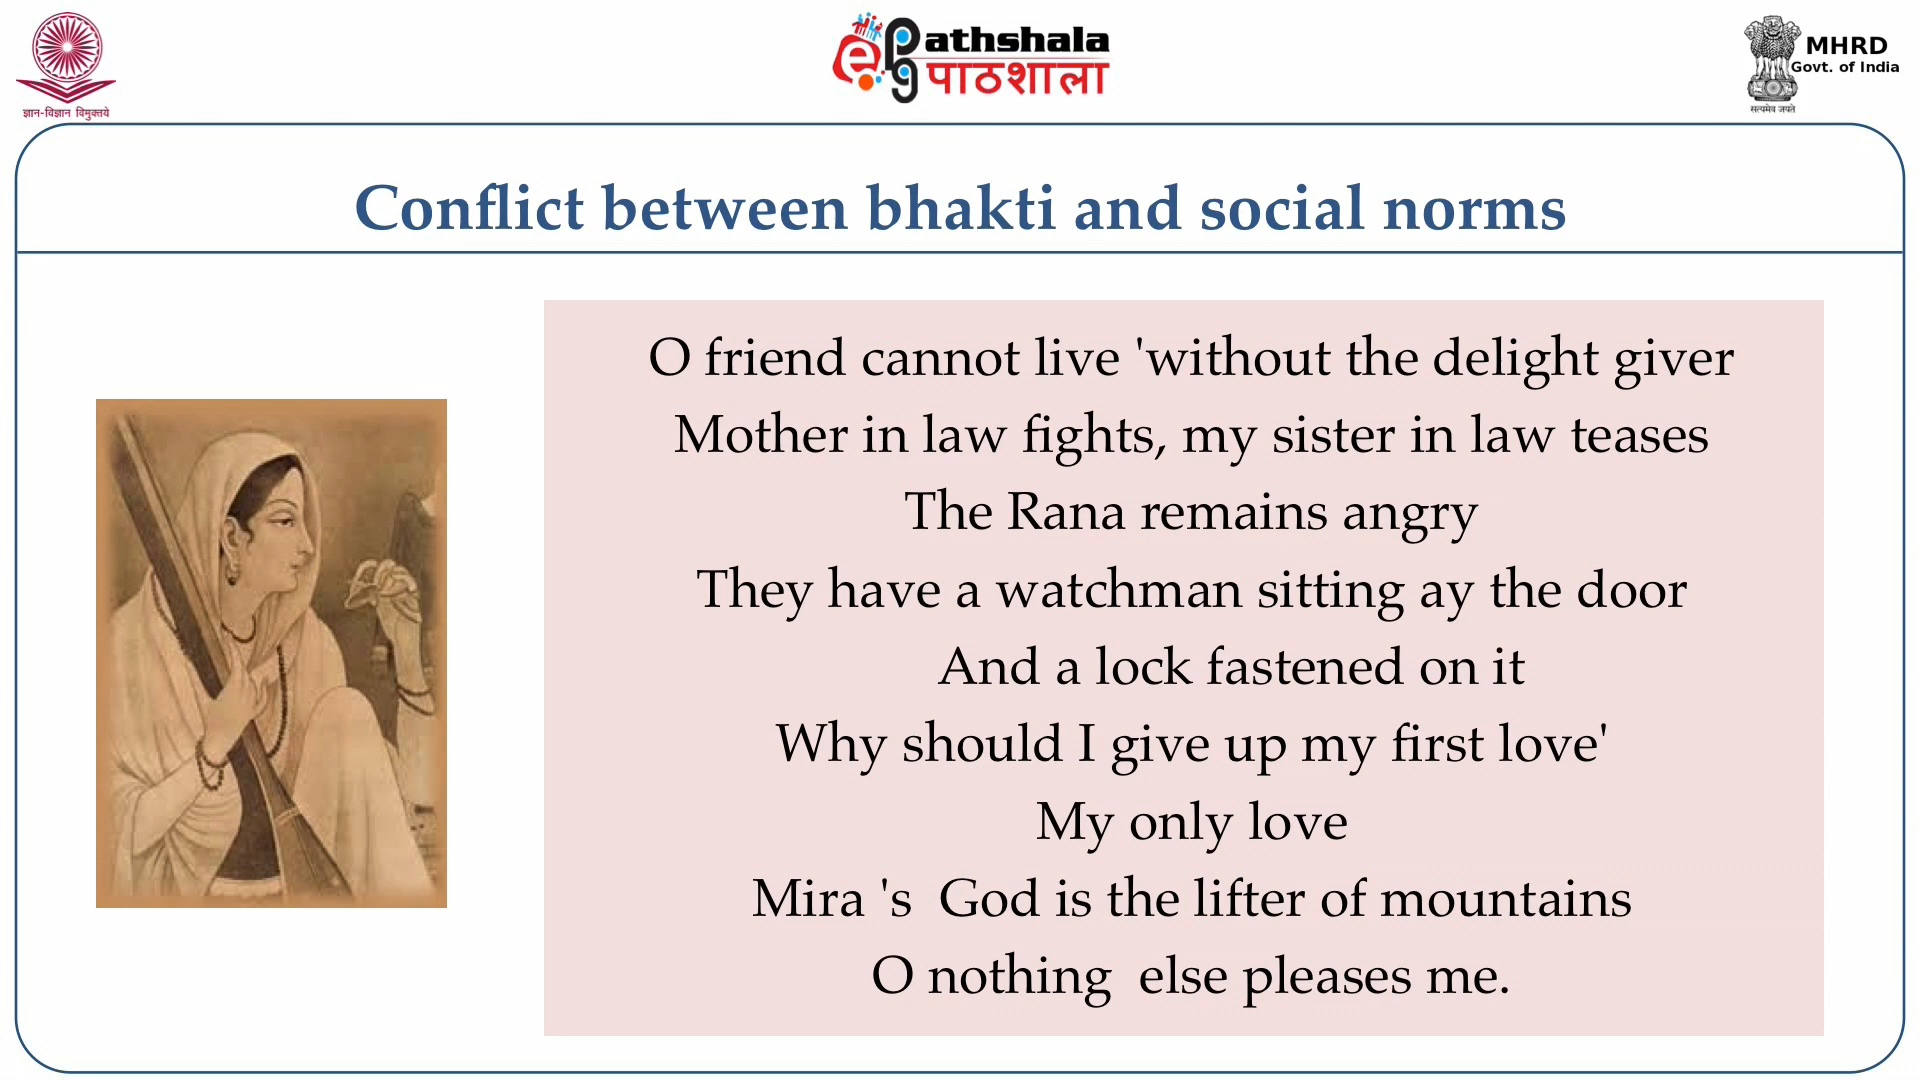 ज्ञान-विज्ञान विमुक्तये
e
PG
athshala
पाठशाला
MHRD
Govt. of India
सत्यमेव जयते
Conflict between bhakti and social norms
O friend cannot live 'without the delight giver
Mother in law fights, my sister in law teases
The Rana remains angry
They have a watchman sitting ay the door
And a lock fastened on it
Why should I give up my first love'
My only love
Mira 's  God is the lifter of mountains
O nothing  else pleases me.